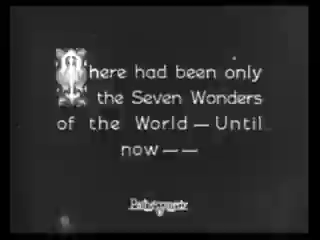 There had been only
the Seven Wonders
of the World — Until
now — —